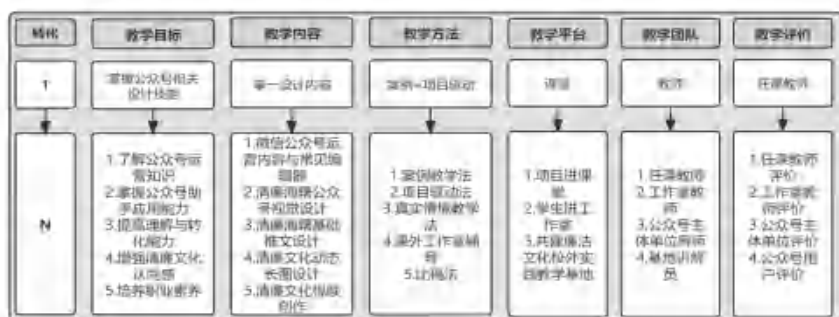 转化
教学目标
教学内容
教学方法
教学平台
教学团队
教学评价
1
掌握公众号相关
设计技能
单一设计内容
案例+项目驱动
课堂
教师
任课教师
N
1.了解公众号运
营知识
2.掌握公众号助
手应用能力
3.提高理解与转
化能力
4.增强清廉文化
认同感
5.培养职业素养
1.微信公众号运
营内容与常见编
辑器
2.清廉海疆公众
号视觉设计
3.清廉海疆基础
推文设计
4.清廉文化动态
长图设计
5.清廉文化
创作
1.案例教学法
2.项目驱动法
3.真实情境教学
法
4.课外工作室辅
导
5.比稿法
1.项目进课
堂
2.学生进工
作室
3.共建廉洁
文化校外实
践教学基地
1.任课教师
2.工作室教
师
3.公众号主
体单位导师
4.基地讲解
员
1.任课教师
评价
2.工作室教
师评价
3.公众号主
体单位评价
4.公众号用
户评价